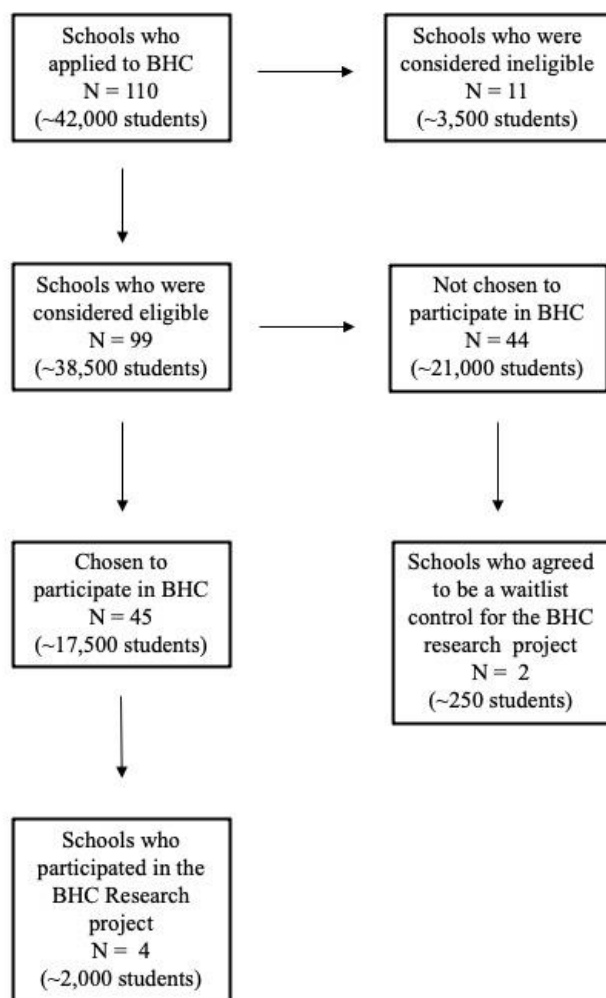 Schools who
applied to BHC
N = 110
(~42,000 students)
Schools who were
considered ineligible
N = 11
(~3,500 students)
Schools who were
considered eligible
N = 99
(~38,500 students)
Not chosen to
participate in BHC
N = 44
(~21,000 students)
Chosen to
participate in BHC
N = 45
(~17,500 students)
Schools who agreed
to be a waitlist
control for the BHC
research project
N = 2
(~250 students)
Schools who
participated in the
BHC Research
project
N = 4
(~2,000 students)